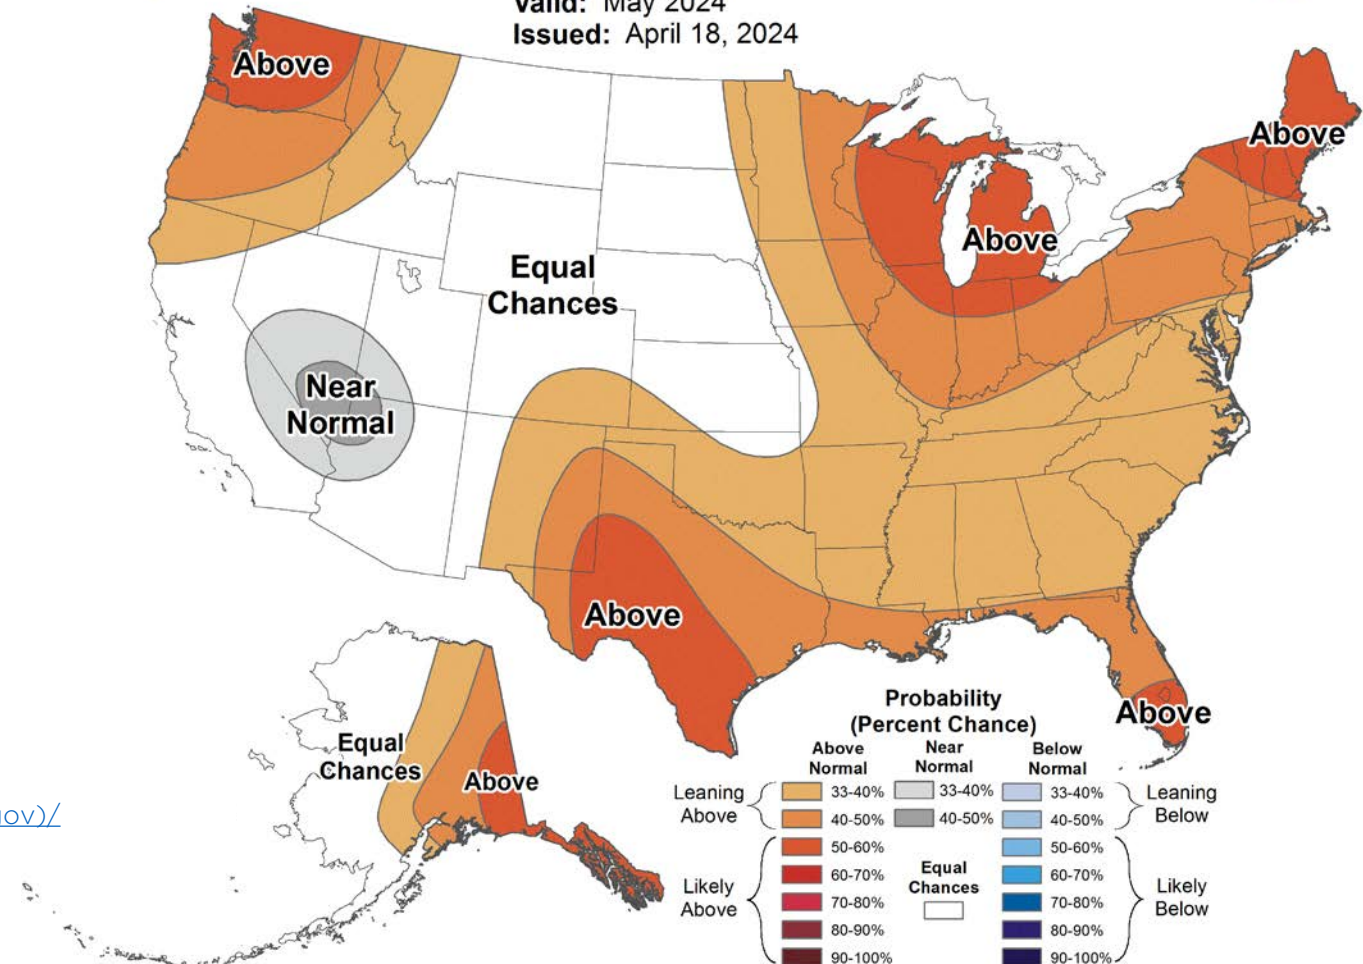 Valid: May 2024
Issued: April 18, 2024
Above
Above
Above
Equal
Chances
Near
Normal
Above
Above
Equal
Chances
Above
ov)/
Probability
(Percent Chance)
Above
Normal
Near
Normal
Below
Normal
Leaning
Above
33-40%
33-40%
33-40%
Leaning
Below
40-50%
40-50%
40-50%
Likely
Above
50-60%
50-60%
60-70%
60-70%
70-80%
70-80%
80-90%
80-90%
90-100%
90-100%
Equal
Chances
Likely
Below